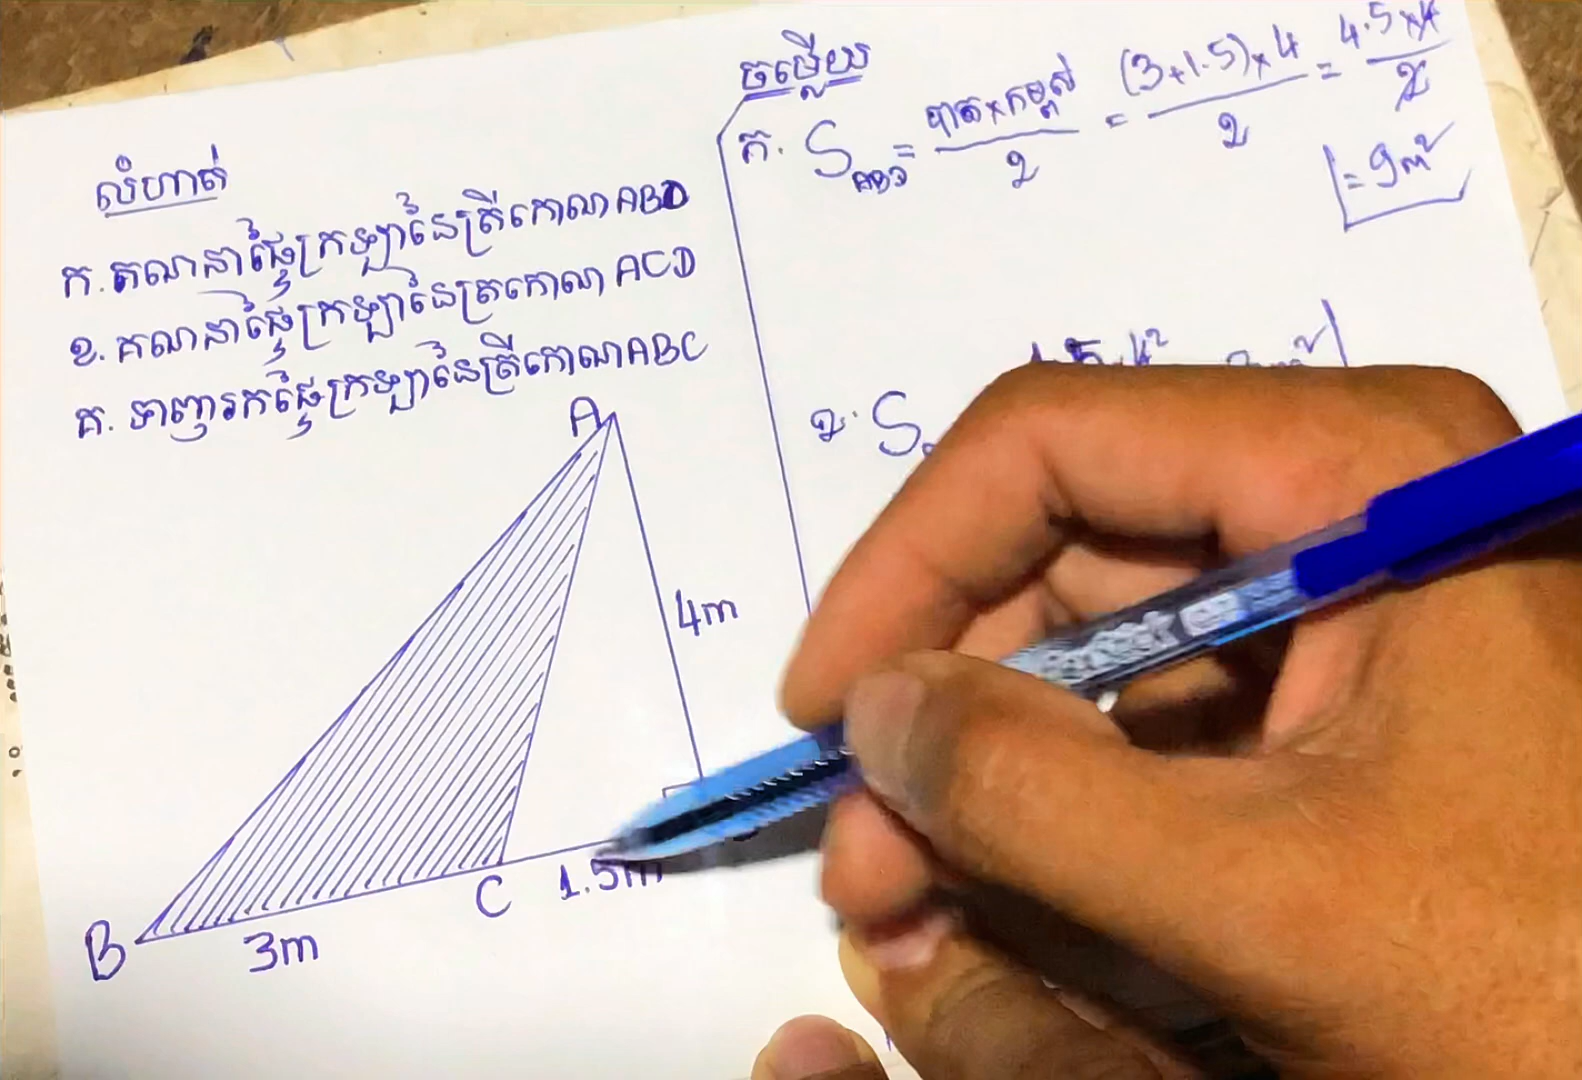 លំហាត់
ក. គណនាផ្ទៃក្រឡានៃត្រីកោណ ABD
ខ. គណនាផ្ទៃក្រឡានៃត្រកោណ ACD
គ. ទាញរកផ្ទៃក្រឡានៃត្រីកោណ ABC
A
4m
B
3m
C
1.5m
ចម្លើយ
ក. S ABD = បាត×កម្ពស់ / 2 = (3+1.5)×4 / 2 = 4.5×4 / 2
= 9m²
ខ. S